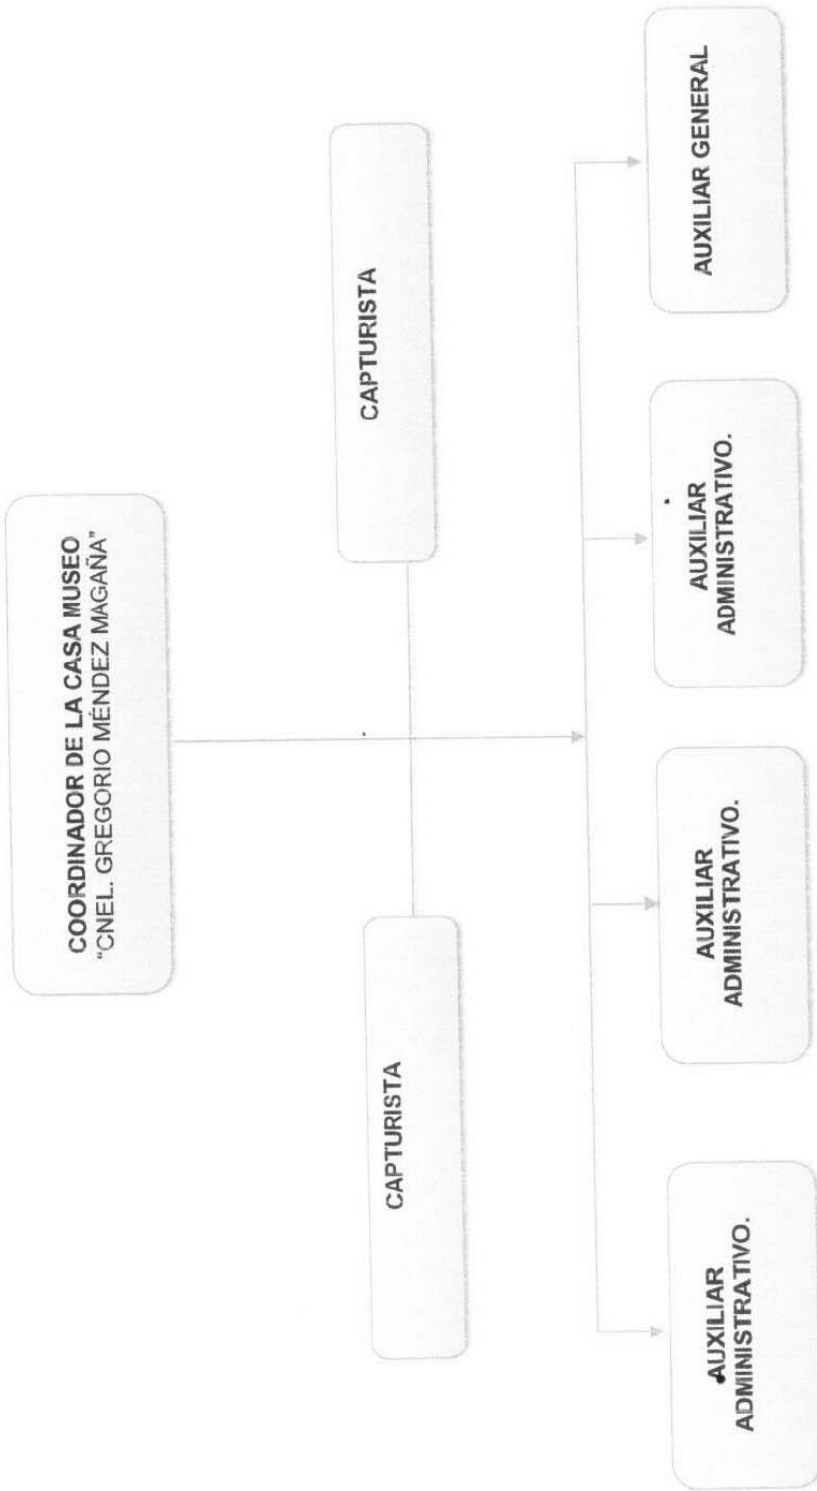 COORDINADOR DE LA CASA MUSEO
“CNEL. GREGORIO MÉNDEZ MAGAÑA”
CAPTURISTA
CAPTURISTA
AUXILIAR
ADMINISTRATIVO.
AUXILIAR
ADMINISTRATIVO.
AUXILIAR
ADMINISTRATIVO.
AUXILIAR GENERAL